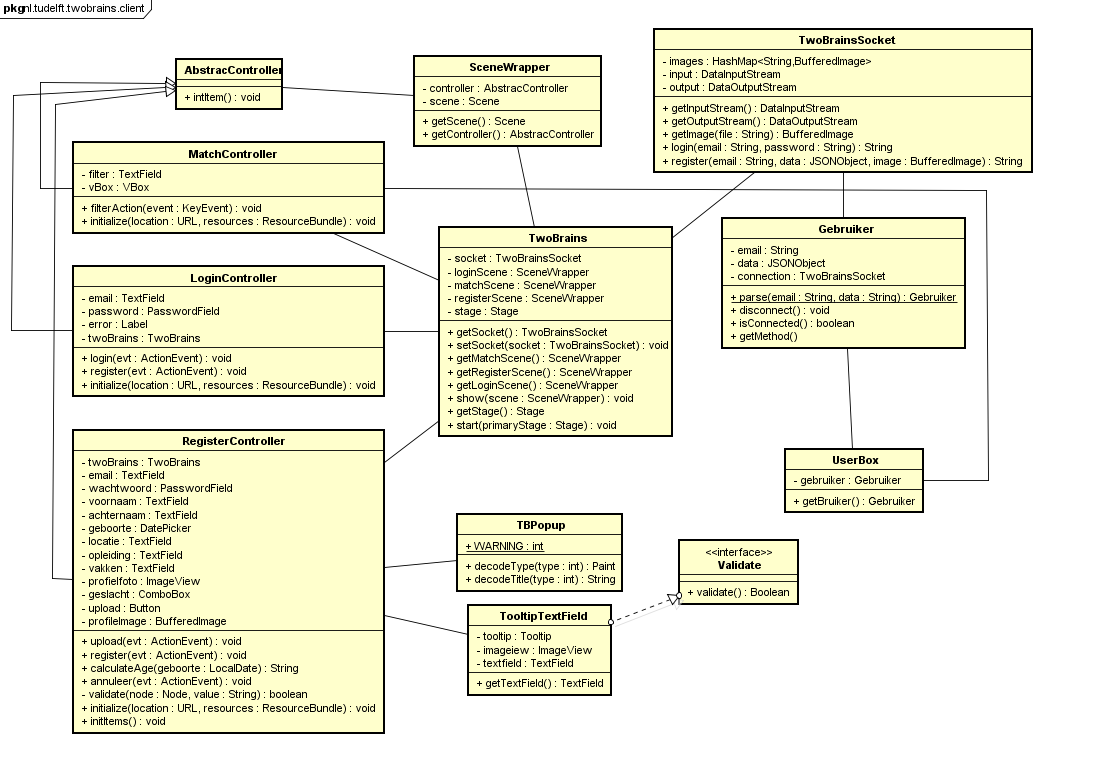 pkg nl.tudelft.twobrains.client
AbstracController
+ intItem() : void
SceneWrapper
- controller : AbstracController
- scene : Scene
+ getScene() : Scene
+ getController() : AbstracController
TwoBrainsSocket
- images : HashMap<String,BufferedImage>
- input : DataInputStream
- output : DataOutputStream
+ getInputStream() : DataInputStream
+ getOutputStream() : DataOutputStream
+ getImage(file : String) : BufferedImage
+ login(email : String, password : String) : String
+ register(email : String, data : JSONObject, image : BufferedImage) : String
MatchController
- filter : TextField
- vBox : VBox
+ filterAction(event : KeyEvent) : void
+ initialize(location : URL, resources : ResourceBundle) : void
LoginController
- email : TextField
- password : PasswordField
- error : Label
- twoBrains : TwoBrains
+ login(evt : ActionEvent) : void
+ register(evt : ActionEvent) : void
+ initialize(location : URL, resources : ResourceBundle) : void
TwoBrains
- socket : TwoBrainsSocket
- loginScene : SceneWrapper
- matchScene : SceneWrapper
- registerScene : SceneWrapper
- stage : Stage
+ getSocket() : TwoBrainsSocket
+ setSocket(socket : TwoBrainsSocket) : void
+ getMatchScene() : SceneWrapper
+ getRegisterScene() : SceneWrapper
+ getLoginScene() : SceneWrapper
+ show(scene : SceneWrapper) : void
+ getStage() : Stage
+ start(primaryStage : Stage) : void
Gebruiker
- email : String
- data : JSONObject
- connection : TwoBrainsSocket
+ parse(email : String, data : String) : Gebruiker
+ disconnect() : void
+ isConnected() : boolean
+ getMethod()
RegisterController
- twoBrains : TwoBrains
- email : TextField
- wachtwoord : PasswordField
- voornaam : TextField
- achternaam : TextField
- geboorte : DatePicker
- locatie : TextField
- opleiding : TextField
- vakken : TextField
- profielfoto : ImageView
- geslacht : ComboBox
- upload : Button
- profileImage : BufferedImage
+ upload(evt : ActionEvent) : void
+ register(evt : ActionEvent) : void
+ calculateAge(geboorte : LocalDate) : String
+ annuleer(evt : ActionEvent) : void
- validate(node : Node, value : String) : boolean
+ initialize(location : URL, resources : ResourceBundle) : void
+ initItems() : void
UserBox
- gebruiker : Gebruiker
+ getBruiker() : Gebruiker
TBPopup
+ WARNING : int
+ decodeType(type : int) : Paint
+ decodeTitle(type : int) : String
<<interface>>
Validate
+ validate() : Boolean
TooltipTextField
- tooltip : Tooltip
- imageiew : ImageView
- textfield : TextField
+ getTextField() : TextField